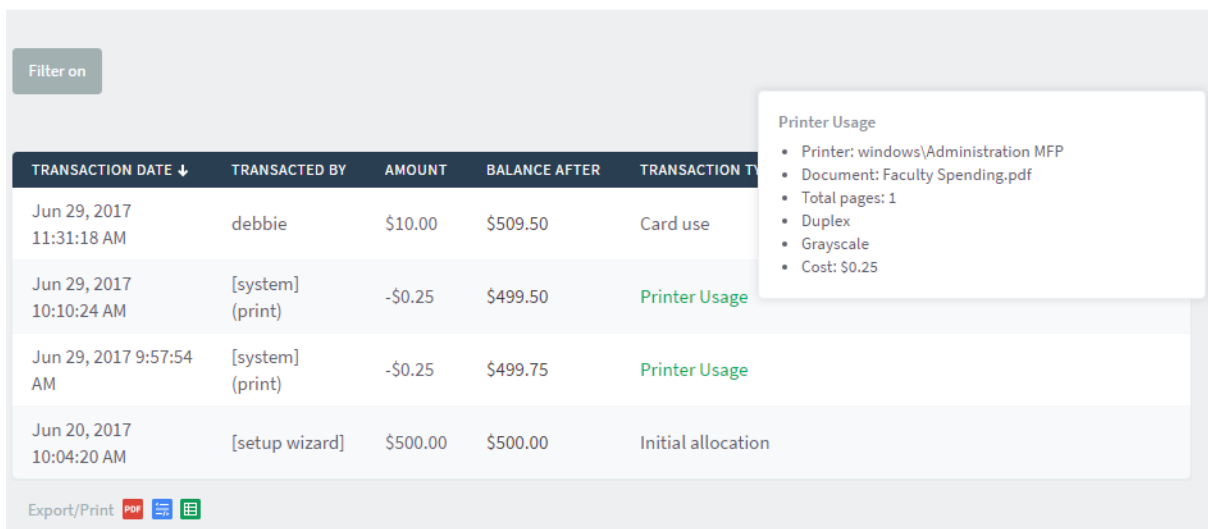 Filter on
Printer Usage
• Printer: windows\Administration MFP
• Document: Faculty Spending.pdf
• Total pages: 1
• Duplex
• Grayscale
• Cost: $0.25
TRANSACTION DATE ↓ TRANSACTED BY AMOUNT BALANCE AFTER TRANSACTION TY
Jun 29, 2017
11:31:18 AM debbie $10.00 $509.50 Card use
Jun 29, 2017 [system]
10:10:24 AM (print) -$0.25 $499.50 Printer Usage
Jun 29, 2017 9:57:54 [system]
AM (print) -$0.25 $499.75 Printer Usage
Jun 20, 2017
10:04:20 AM [setup wizard] $500.00 $500.00 Initial allocation
Export/Print PDF